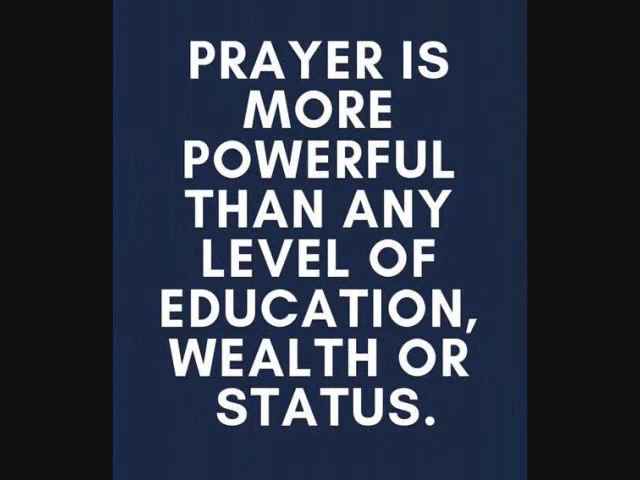 PRAYER IS
MORE
POWERFUL
THAN ANY
LEVEL OF
EDUCATION,
WEALTH OR
STATUS.